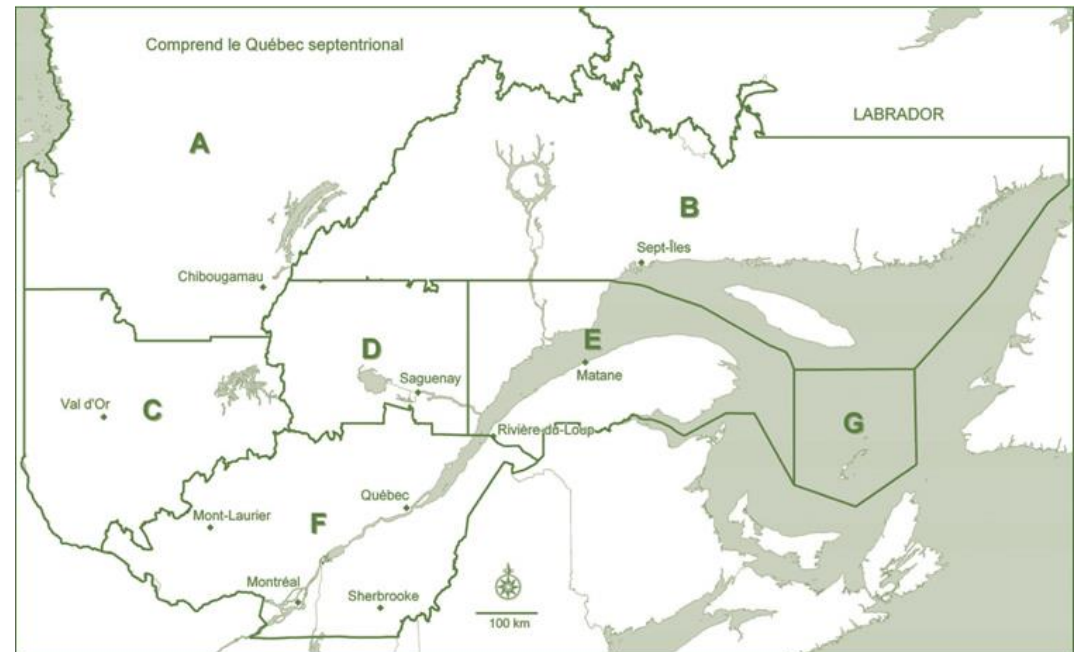 Comprend le Québec septentrional
LABRADOR
A
B
Sept-Îles
Chibougamau
D
E
Saguenay
Matane
Val d'Or
C
G
Rivière-du-Loup
Québec
Mont-Laurier
F
Montréal
Sherbrooke
100 km